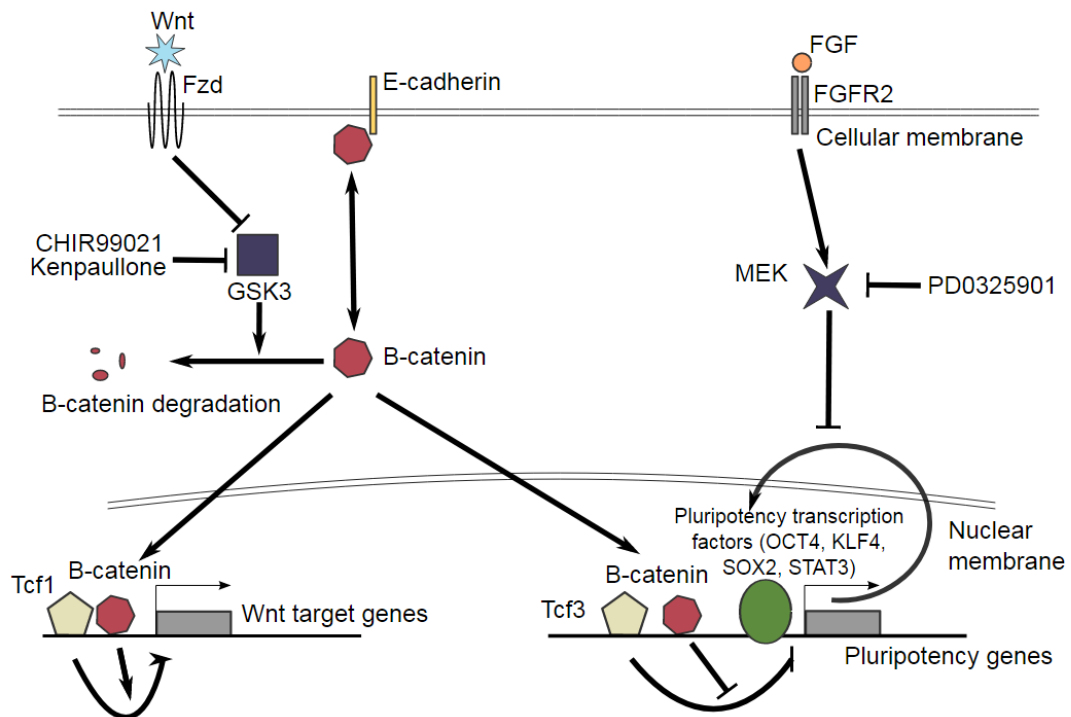 Wnt
Fzd
E-cadherin
FGF
FGFR2
Cellular membrane
CHIR99021
Kenpaullone
GSK3
MEK
PD0325901
B-catenin
B-catenin degradation
Pluripotency transcription
factors (OCT4, KLF4,
SOX2, STAT3)
Nuclear
membrane
B-catenin
Tcf1
Wnt target genes
B-catenin
Tcf3
Pluripotency genes